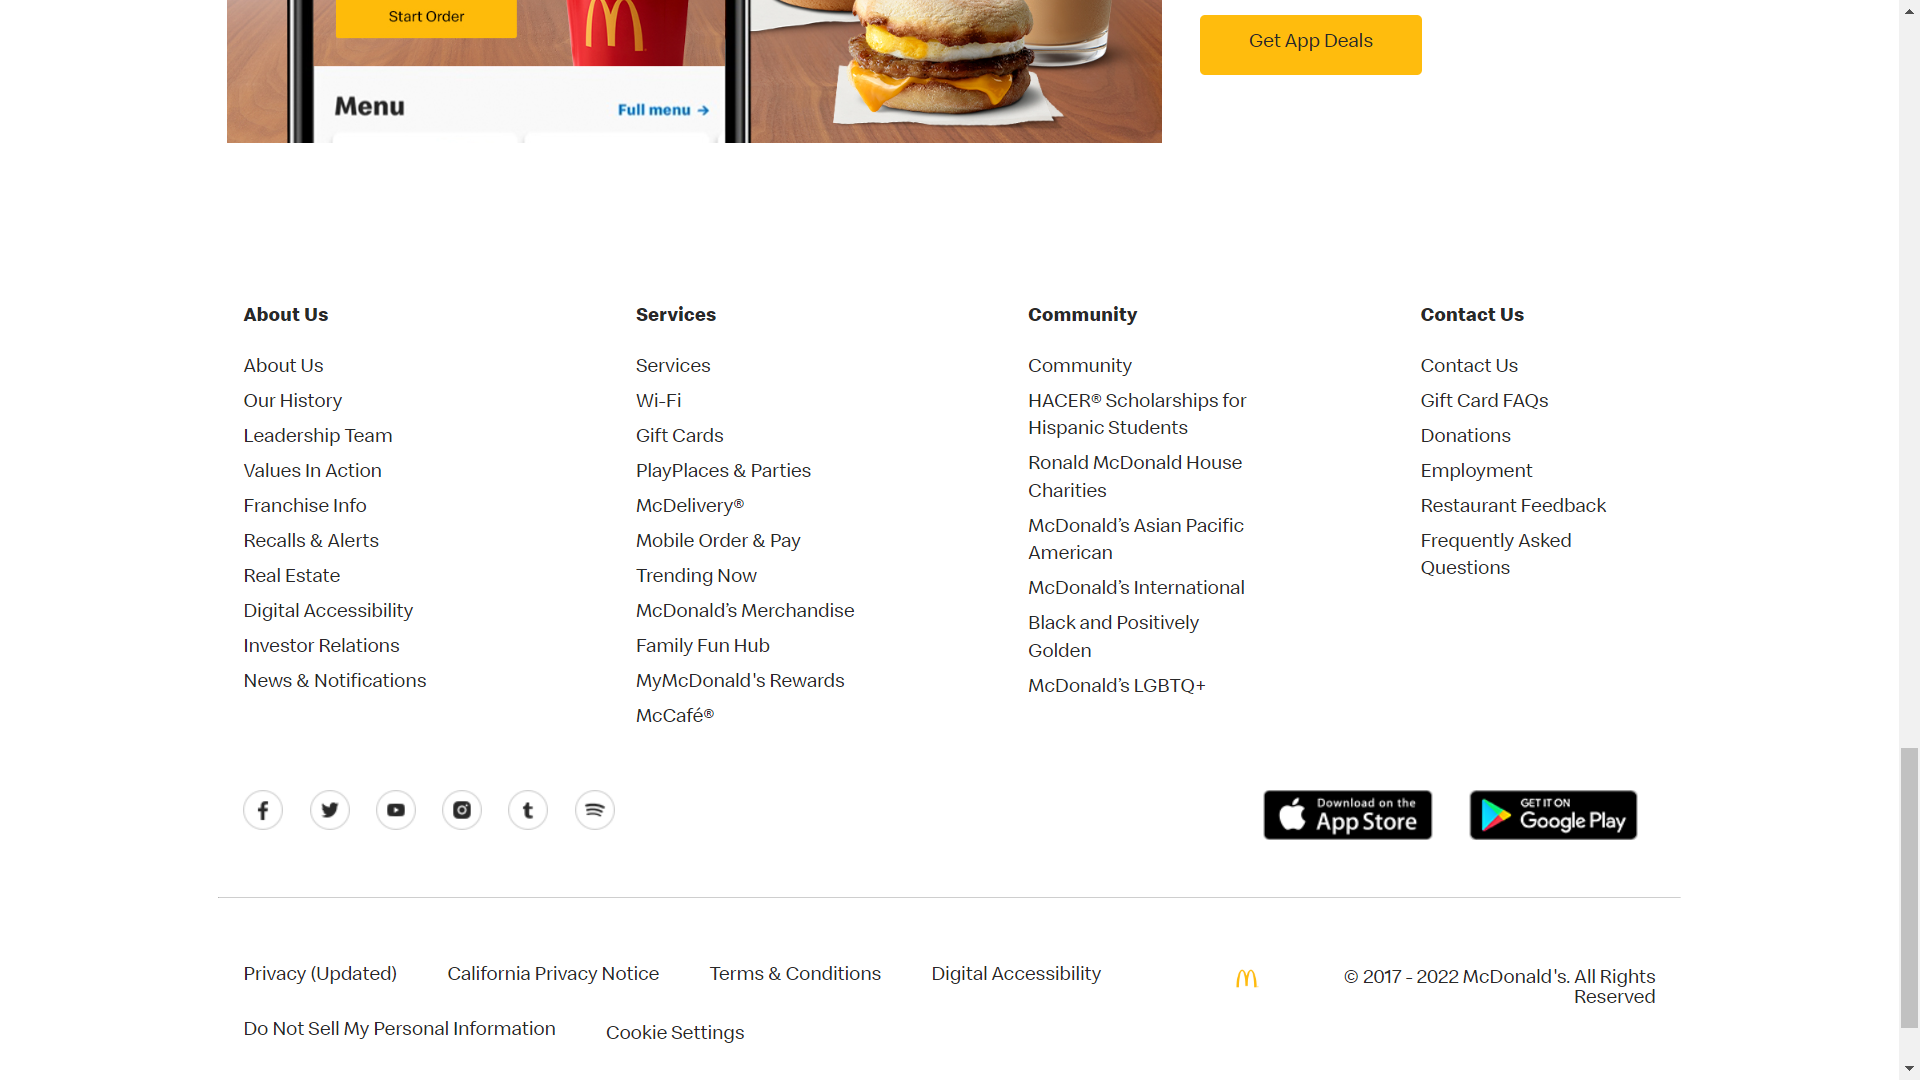 Start Order
Get App Deals
Menu
Full menu →
About Us
About Us
Our History
Leadership Team
Values In Action
Franchise Info
Recalls & Alerts
Real Estate
Digital Accessibility
Investor Relations
News & Notifications
Services
Services
Wi-Fi
Gift Cards
PlayPlaces & Parties
McDelivery®
Mobile Order & Pay
Trending Now
McDonald’s Merchandise
Family Fun Hub
MyMcDonald's Rewards
McCafé®
Community
Community
HACER® Scholarships for
Hispanic Students
Ronald McDonald House
Charities
McDonald’s Asian Pacific
American
McDonald’s International
Black and Positively
Golden
McDonald’s LGBTQ+
Contact Us
Contact Us
Gift Card FAQs
Donations
Employment
Restaurant Feedback
Frequently Asked
Questions
Download on the
App Store
GET IT ON
Google Play
Privacy (Updated)
California Privacy Notice
Terms & Conditions
Digital Accessibility
Do Not Sell My Personal Information
Cookie Settings
© 2017 - 2022 McDonald's. All Rights
Reserved